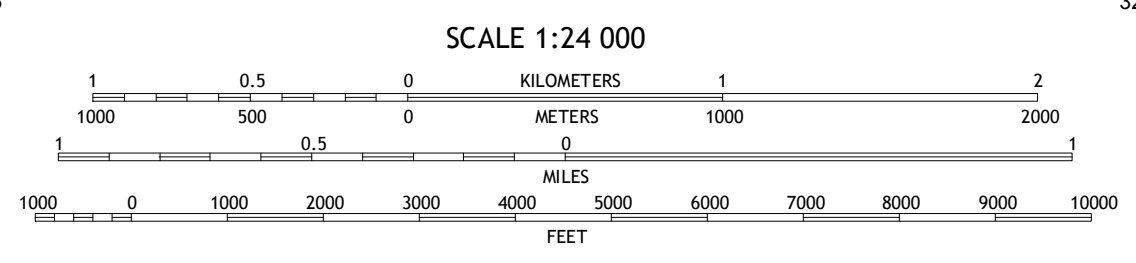 SCALE 1:24 000
1 0.5 0 KILOMETERS 1 2
1000 500 0 METERS 1000 2000
1 0.5 0 1
MILES
1000 0 1000 2000 3000 4000 5000 6000 7000 8000 9000 10000
FEET